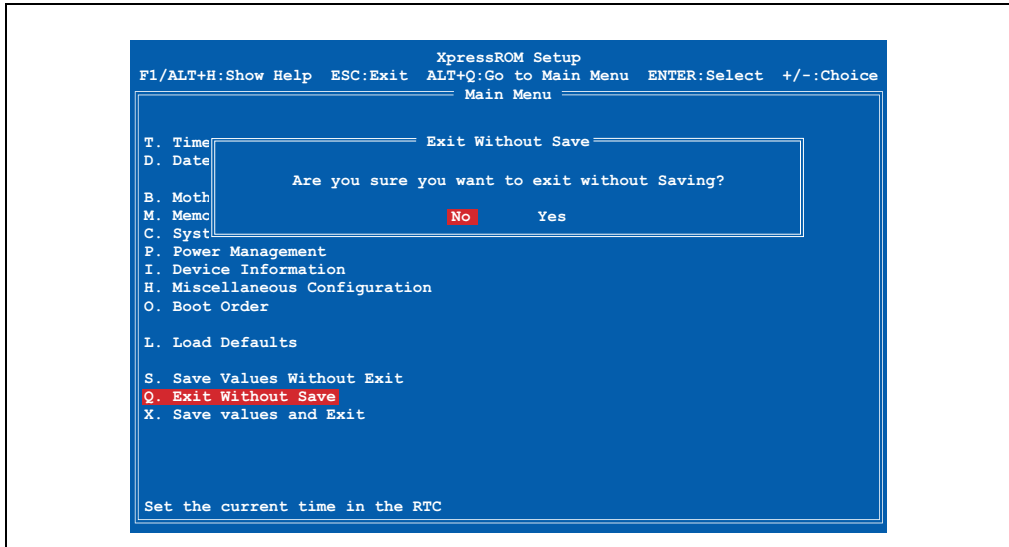 XpressROM Setup
F1/ALT+H:Show Help ESC:Exit ALT+Q:Go to Main Menu ENTER:Select +/-:Choice
Main Menu
T. Time
D. Date
Exit Without Save
Are you sure you want to exit without Saving?
No Yes
B. Moth
M. Memo
C. Syst
P. Power Management
I. Device Information
H. Miscellaneous Configuration
O. Boot Order
L. Load Defaults
S. Save Values Without Exit
Q. Exit Without Save
X. Save values and Exit
Set the current time in the RTC